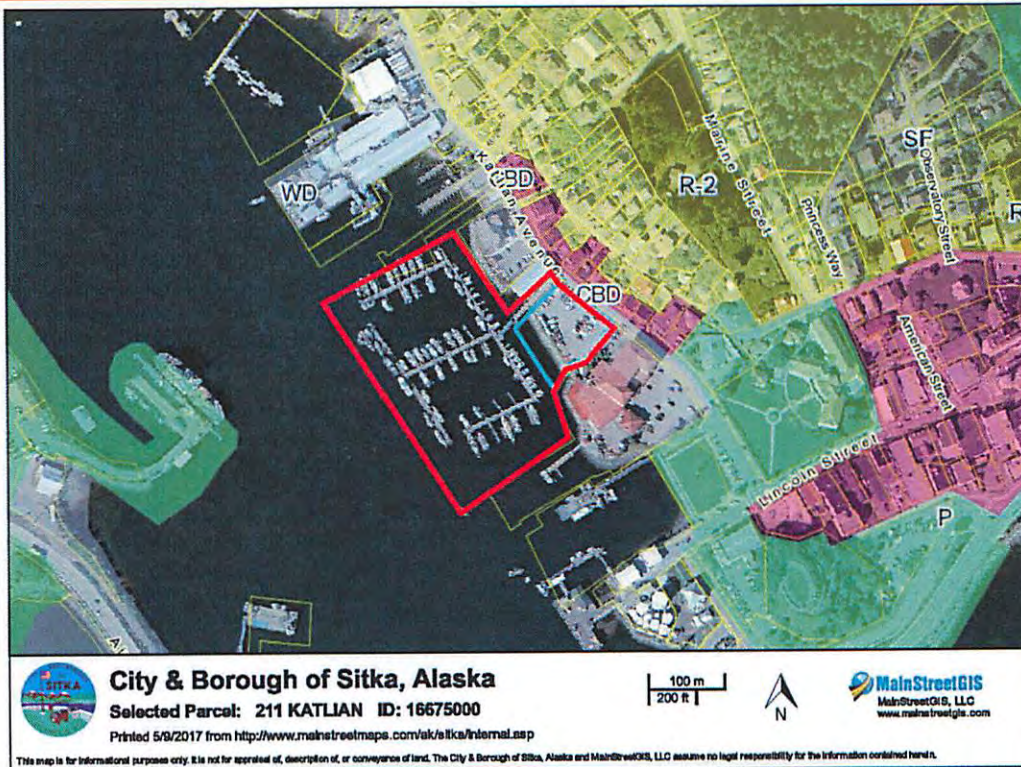 WD
Katlian Avenue
CBD
CBD
R-2
Marine Street
Princess Way
SF
Observatory Street
R
American Street
Lincoln Street
P
SITKA
City & Borough of Sitka, Alaska
Selected Parcel: 211 KATLIAN ID: 16675000
Printed 5/9/2017 from http://www.mainstreetmaps.com/ak/sitka/internal.asp
100 m
200 ft
N
MainStreetGIS
MainStreetGIS, LLC
www.mainstreetgis.com
This map is for informational purposes only. It is not for appraisal of, description of, or conveyance of land. The City & Borough of Sitka, Alaska and MainStreetGIS, LLC assume no legal responsibility for the information contained herein.